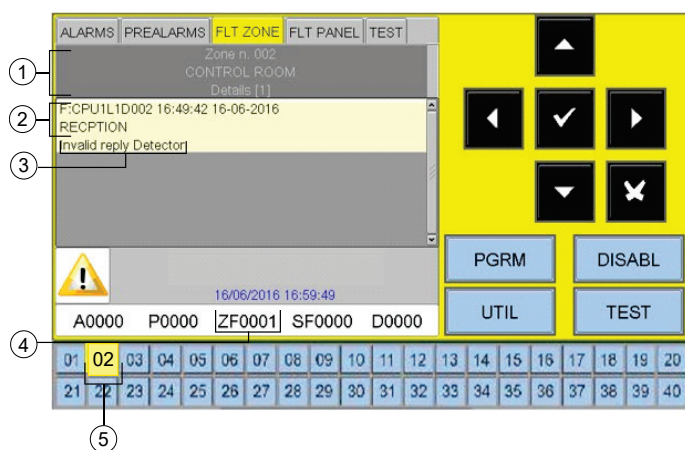 ALARMS PREALARMS FLT ZONE FLT PANEL TEST
Zone n. 002
CONTROL ROOM
Details [1]
F:CPU1L1D002 16:49:42 16-06-2016
RECPTION
Invalid reply Detector
PGRM DISABL
16/06/2016 16:59:49
UTIL TEST
A0000 P0000 ZF0001 SF0000 D0000
01 02 03 04 05 06 07 08 09 10 11 12 13 14 15 16 17 18 19 20
21 22 23 24 25 26 27 28 29 30 31 32 33 34 35 36 37 38 39 40
1
2
3
4
5